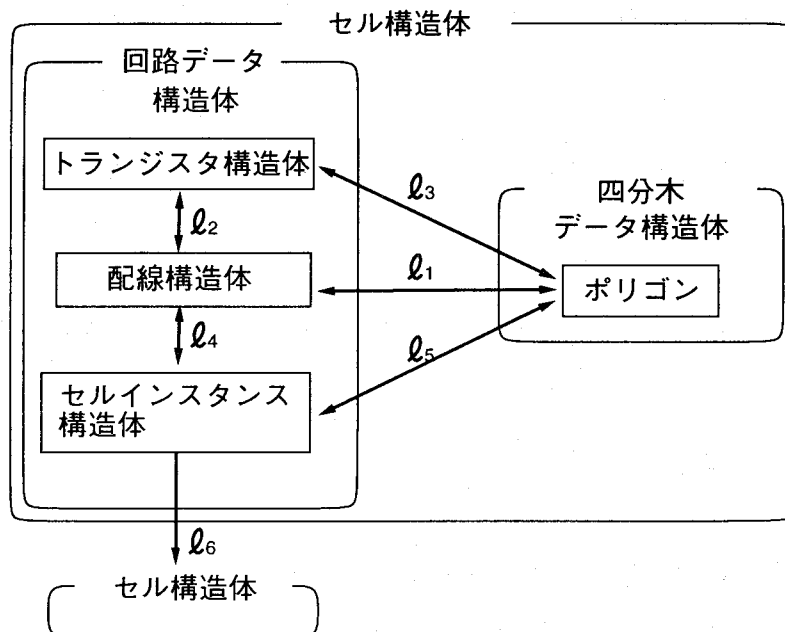 セル構造体
回路データ
構造体
トランジスタ構造体
ℓ3
四分木
データ構造体
ℓ2
配線構造体
ℓ1
ポリゴン
ℓ4
ℓ5
セルインスタンス
構造体
ℓ6
セル構造体